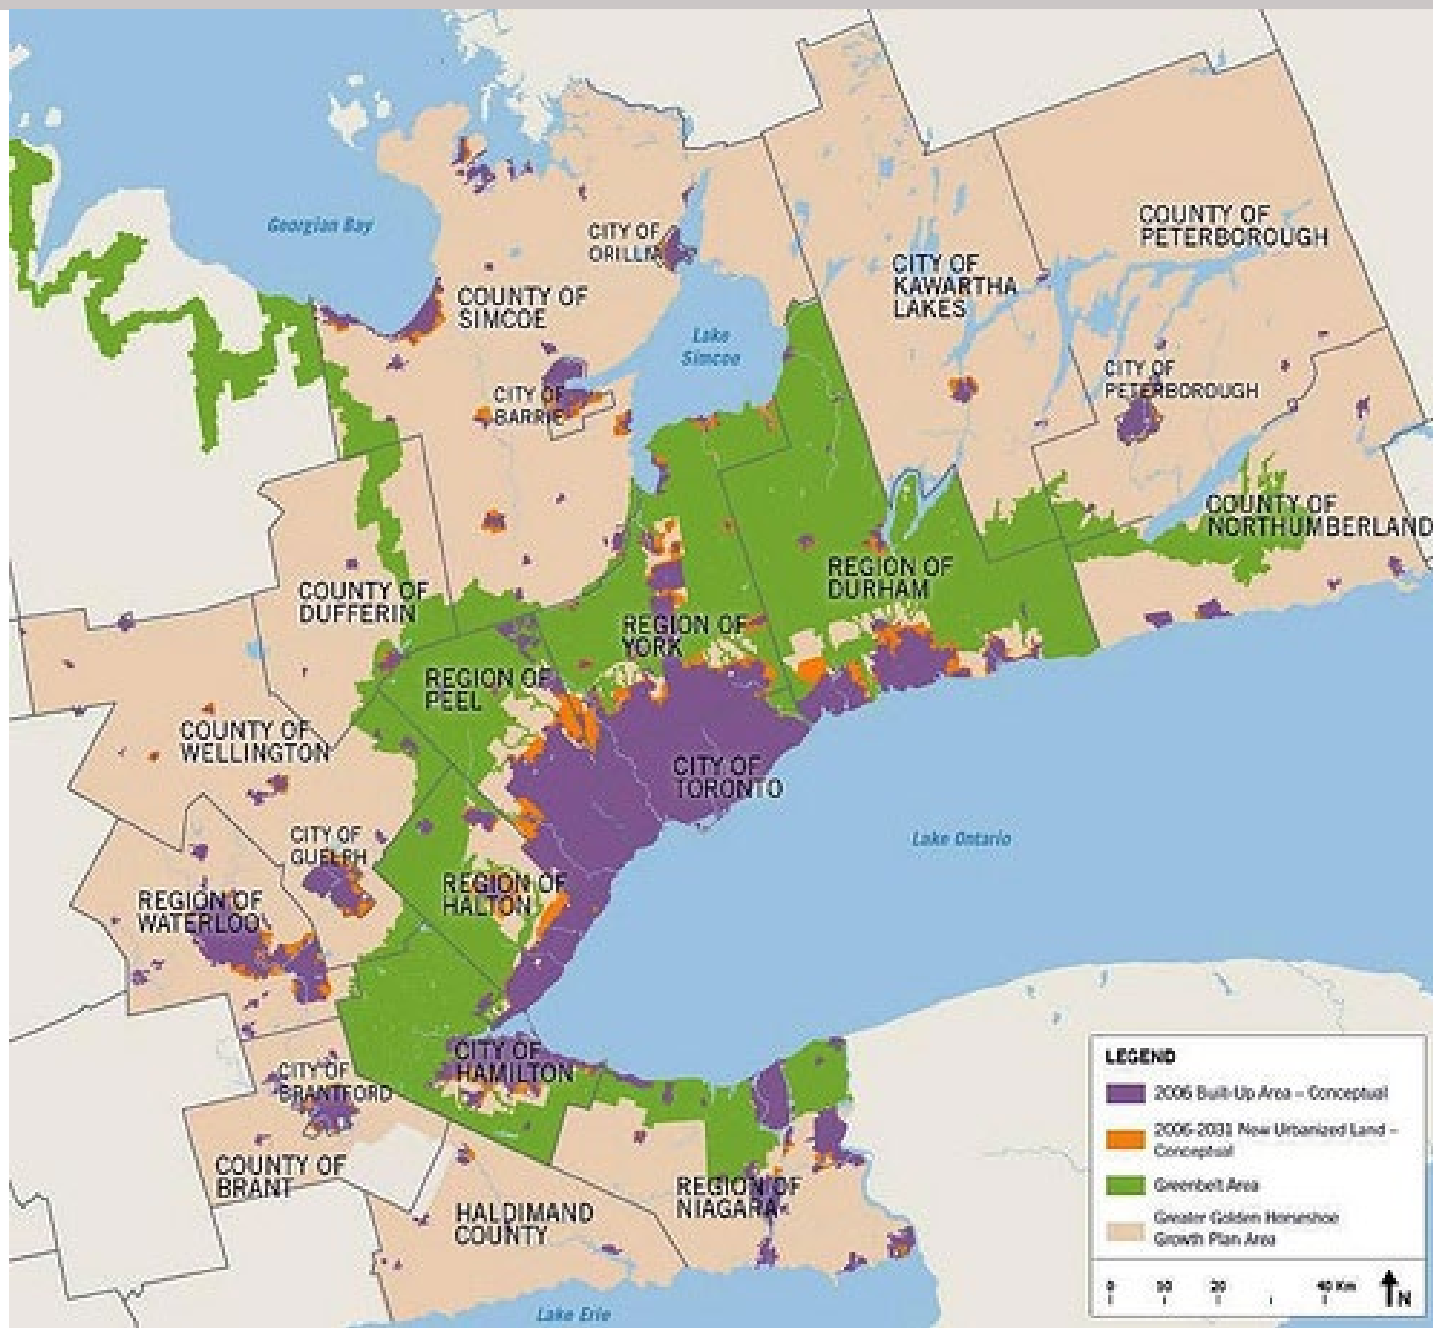 Georgian Bay
CITY OF
ORILLIA
COUNTY OF
PETERBOROUGH
CITY OF
KAWARTHA
LAKES
COUNTY OF
SIMCOE
Lake
Simcoe
CITY OF
BARRIE
CITY OF
PETERBOROUGH
COUNTY OF
NORTHUMBERLAND
COUNTY OF
DUFFERIN
REGION OF
DURHAM
REGION OF
YORK
REGION OF
PEEL
COUNTY OF
WELLINGTON
CITY OF
TORONTO
CITY OF
GUELPH
Lake Ontario
REGION OF
WATERLOO
REGION OF
HALTON
CITY OF
HAMILTON
CITY OF
BRANTFORD
COUNTY OF
BRANT
REGION OF
NIAGARA
HALDIMAND
COUNTY
Lake Erie
LEGEND
2006 Built-Up Area – Conceptual
2006-2031 New Urbanized Land –
Conceptual
Greenbelt Area
Greater Golden Horseshoe
Growth Plan Area
0 10 20 40 Km
N